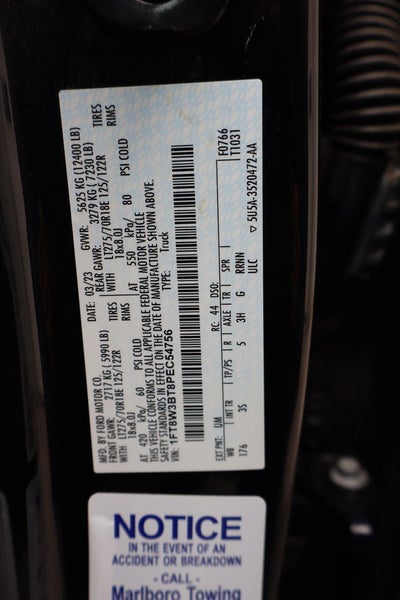 MFD. BY FORD MOTOR CO.
DATE: 03/23
GVWR: 5625 KG (12400 LB)
FRONT GAWR: 2717 KG (5990 LB)
REAR GAWR: 3279 KG (7230 LB)
WITH LT275/70R18E 125/122R TIRES
WITH LT275/70R18E 125/122R TIRES
18x8.0J RIMS
18x8.0J RIMS
AT 420 kPa/ 60 PSI COLD
AT 550 kPa/ 80 PSI COLD
THIS VEHICLE CONFORMS TO ALL APPLICABLE FEDERAL MOTOR VEHICLE
SAFETY STANDARDS IN EFFECT ON THE DATE OF MANUFACTURE SHOWN ABOVE.
VIN: 1FT8W3BT8PEC54756
TYPE: Truck
F0766
T1031
EXT PNT: UM RC: 44 DSO:
WB INT TR TP/PS R AXLE TR SPR
176 3S 5 3H G RRNNN
ULC
5U5A-3520472-AA
NOTICE
IN THE EVENT OF AN
ACCIDENT OR BREAKDOWN
- CALL -
Marlboro Towing